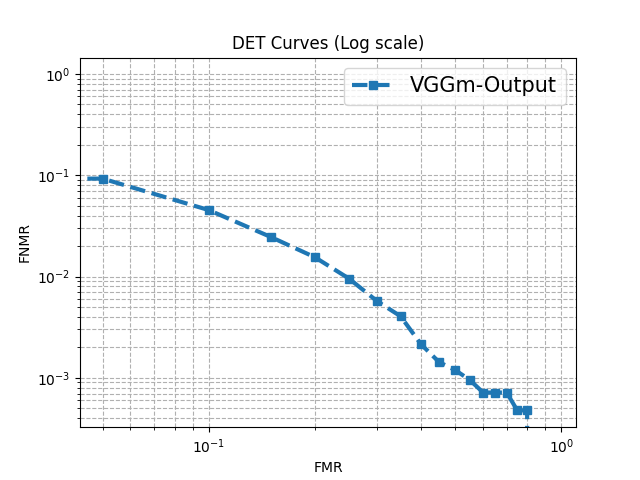 DET Curves (Log scale)
VGGm-Output
10⁰
10⁻¹
10⁻²
10⁻³
FNMR
10⁻¹
10⁰
FMR